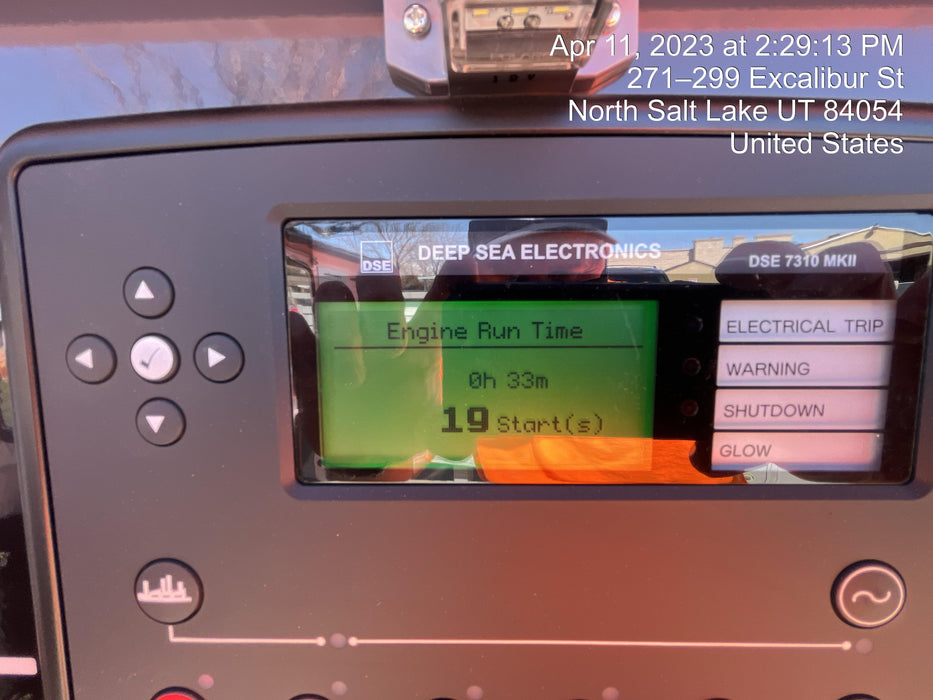 Apr 11, 2023 at 2:29:13 PM
271–299 Excalibur St
North Salt Lake UT 84054
United States
DSE
DEEP SEA ELECTRONICS
DSE 7310 MKII
Engine Run Time
0h 33m
19 Start(s)
ELECTRICAL TRIP
WARNING
SHUTDOWN
GLOW